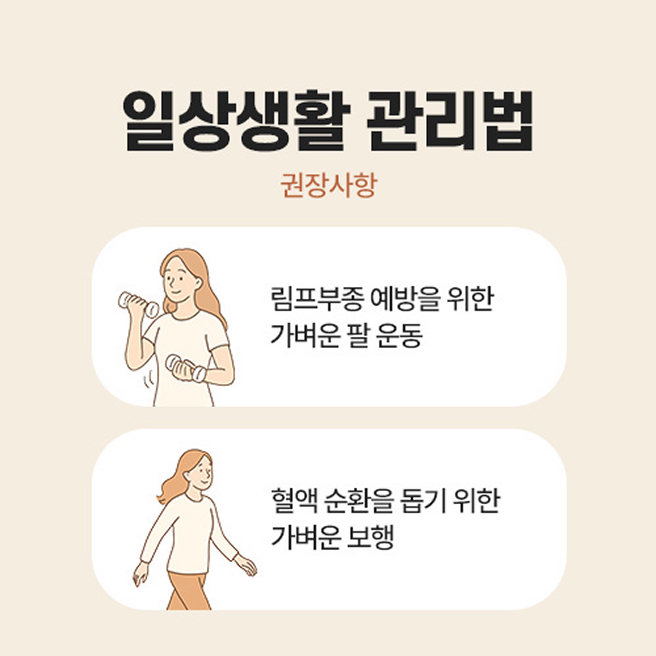 일상생활 관리법
권장사항
림프부종 예방을 위한
가벼운 팔 운동
혈액 순환을 돕기 위한
가벼운 보행